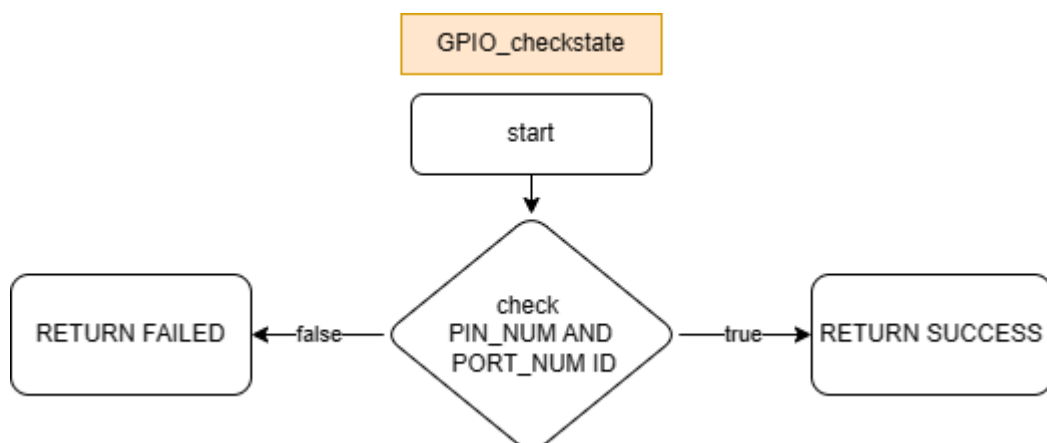 GPIO_checkstate
start
check
PIN_NUM AND
PORT_NUM ID
RETURN FAILED
false
true
RETURN SUCCESS